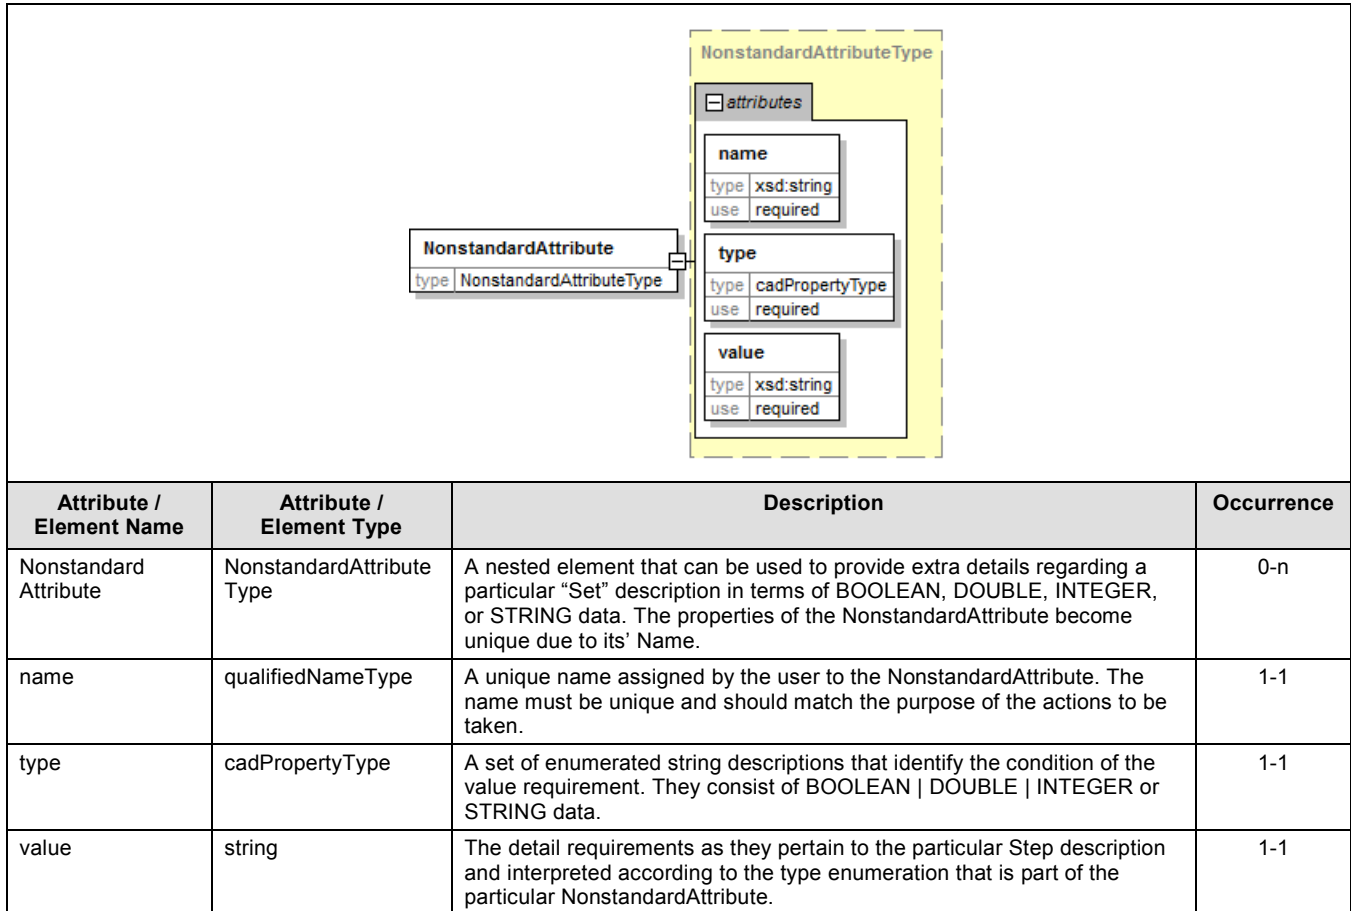 NonstandardAttributeType
attributes
name
type xsd:string
use required
NonstandardAttribute
type NonstandardAttributeType
type
type cadPropertyType
use required
value
type xsd:string
use required
Attribute / Element Name Attribute / Element Type Description Occurrence
Nonstandard NonstandardAttribute A nested element that can be used to provide extra details regarding a 0-n
Attribute Type particular “Set” description in terms of BOOLEAN, DOUBLE, INTEGER,
or STRING data. The properties of the NonstandardAttribute become
unique due to its’ Name.
name qualifiedNameType A unique name assigned by the user to the NonstandardAttribute. The 1-1
name must be unique and should match the purpose of the actions to be
taken.
type cadPropertyType A set of enumerated string descriptions that identify the condition of the 1-1
value requirement. They consist of BOOLEAN | DOUBLE | INTEGER or
STRING data.
value string The detail requirements as they pertain to the particular Step description 1-1
and interpreted according to the type enumeration that is part of the
particular NonstandardAttribute.